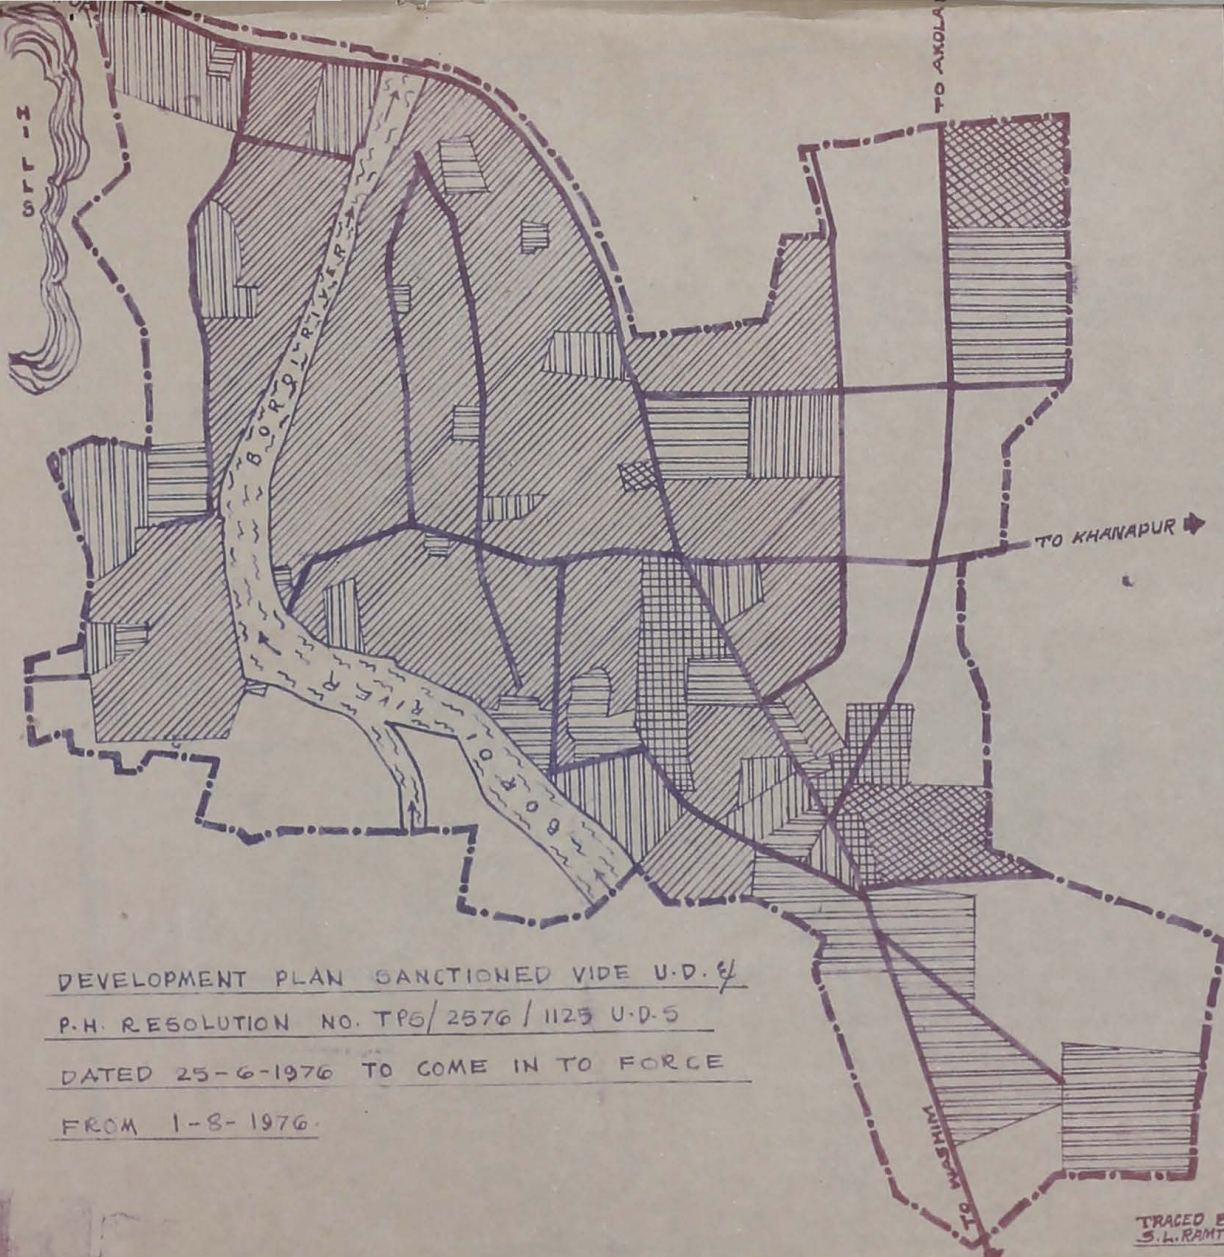 TO AKOLA
HILLS
BORDI RIVER
TO KHANAPUR
BORDI RIVER
DEVELOPMENT PLAN SANCTIONED VIDE U.D. &
P.H. RESOLUTION NO. TPS/2576/1125 U.D.5
DATED 25-6-1976 TO COME IN TO FORCE
FROM 1-8-1976.
TO WASHIM
TRACED B
S.L. RAMT